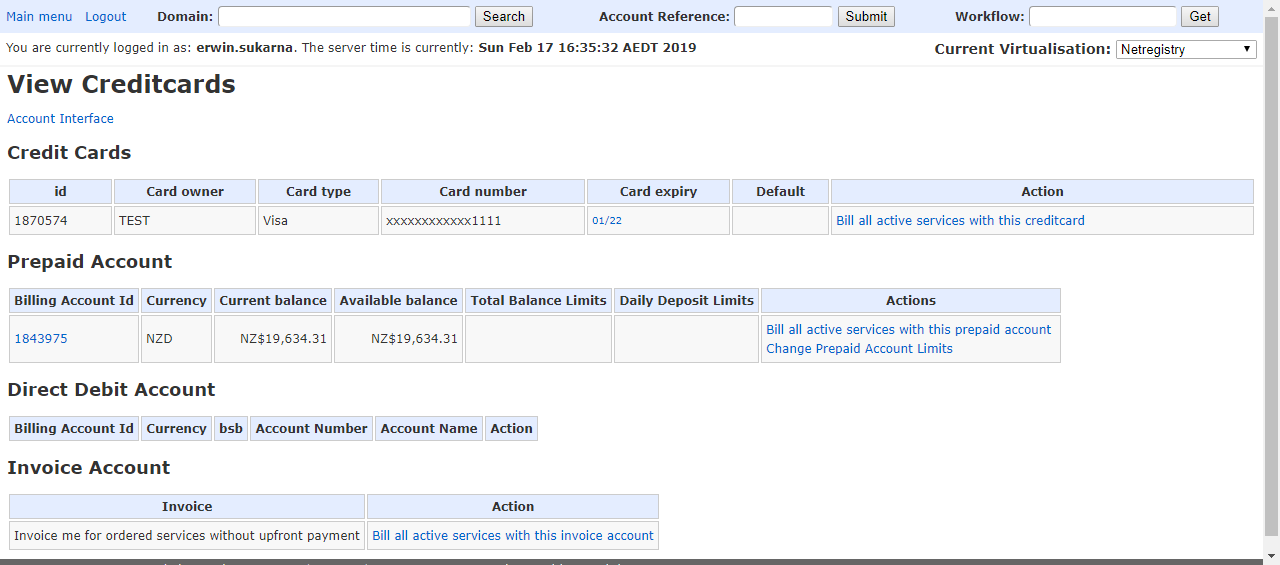 Main menu Logout Domain: Search Account Reference: Submit Workflow: Get
You are currently logged in as: erwin.sukarna. The server time is currently: Sun Feb 17 16:35:32 AEDT 2019 Current Virtualisation: Netregistry
View Creditcards
Account Interface
Credit Cards
id Card owner Card type Card number Card expiry Default Action
1870574 TEST Visa xxxxxxxxxxxx1111 01/22 Bill all active services with this creditcard
Prepaid Account
Billing Account Id Currency Current balance Available balance Total Balance Limits Daily Deposit Limits Actions
1843975 NZD NZ$19,634.31 NZ$19,634.31 Bill all active services with this prepaid account
Change Prepaid Account Limits
Direct Debit Account
Billing Account Id Currency bsb Account Number Account Name Action
Invoice Account
Invoice Action
Invoice me for ordered services without upfront payment Bill all active services with this invoice account